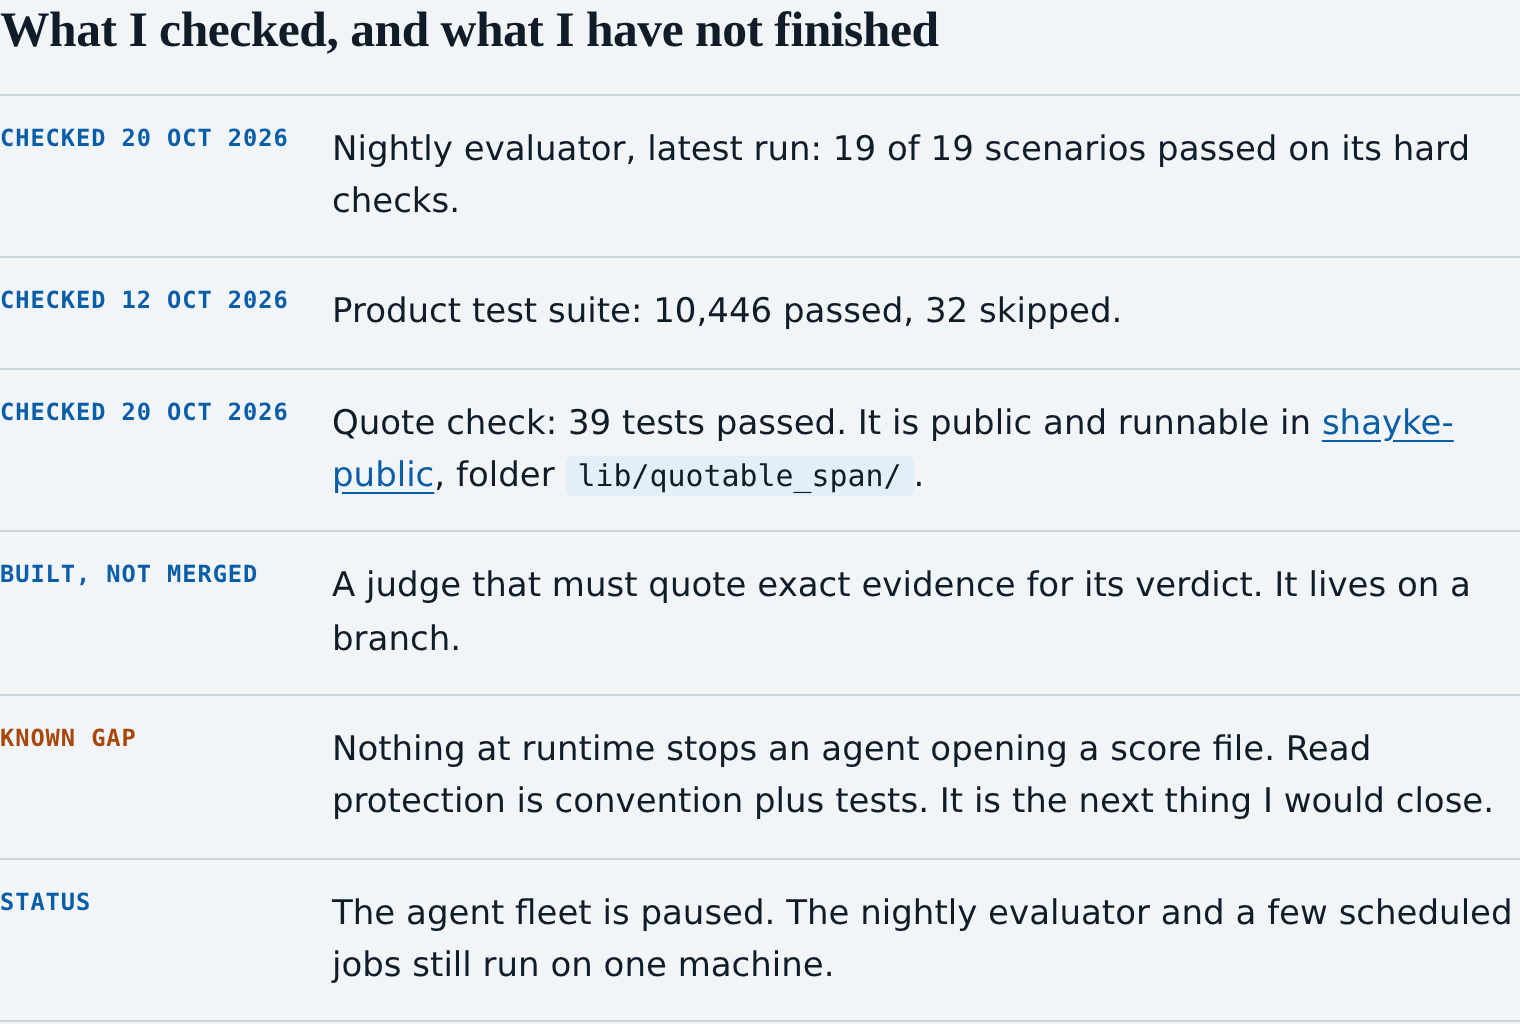 What I checked, and what I have not finished
CHECKED 20 OCT 2026
Nightly evaluator, latest run: 19 of 19 scenarios passed on its hard
checks.
CHECKED 12 OCT 2026
Product test suite: 10,446 passed, 32 skipped.
CHECKED 20 OCT 2026
Quote check: 39 tests passed. It is public and runnable in shayke-
public, folder lib/quotable_span/.
BUILT, NOT MERGED
A judge that must quote exact evidence for its verdict. It lives on a
branch.
KNOWN GAP
Nothing at runtime stops an agent opening a score file. Read
protection is convention plus tests. It is the next thing I would close.
STATUS
The agent fleet is paused. The nightly evaluator and a few scheduled
jobs still run on one machine.